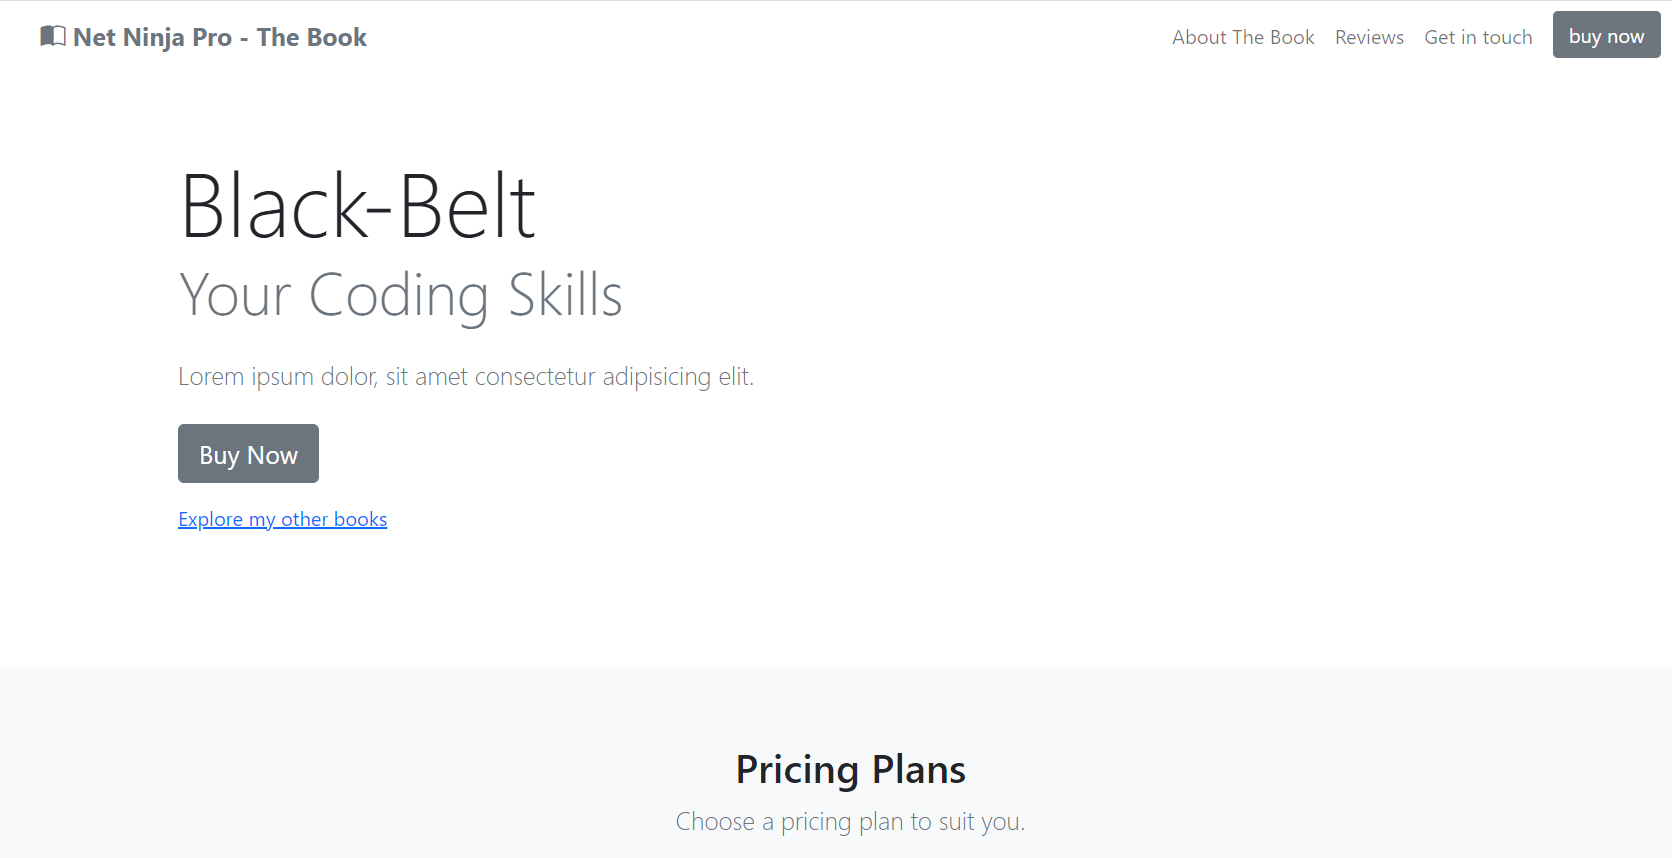 Net Ninja Pro - The Book
About The Book Reviews Get in touch buy now
Black-Belt
Your Coding Skills
Lorem ipsum dolor, sit amet consectetur adipisicing elit.
Buy Now
Explore my other books
Pricing Plans
Choose a pricing plan to suit you.